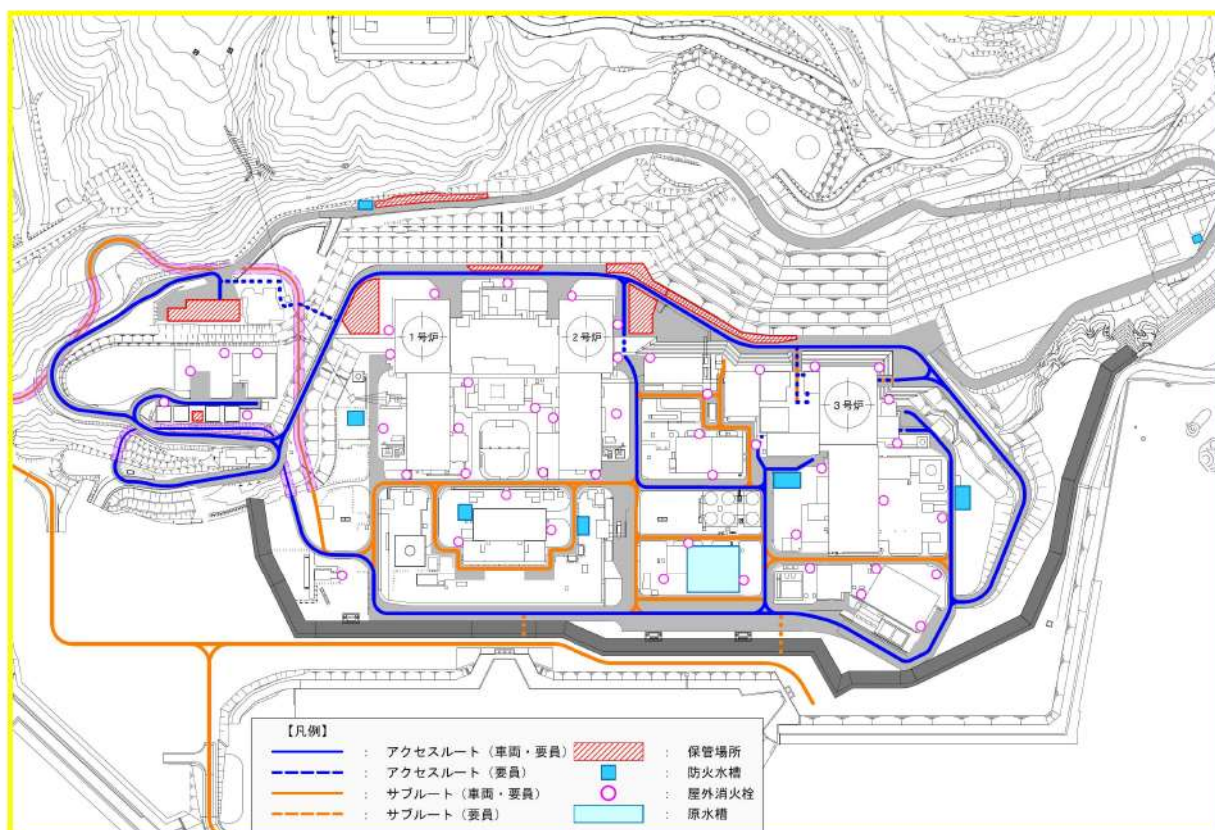 1号炉
2号炉
3号炉
【凡例】
： アクセスルート（車両・要員）
： アクセスルート（要員）
： サブルート（車両・要員）
： サブルート（要員）
： 保管場所
： 防火水槽
： 屋外消火栓
： 原水槽